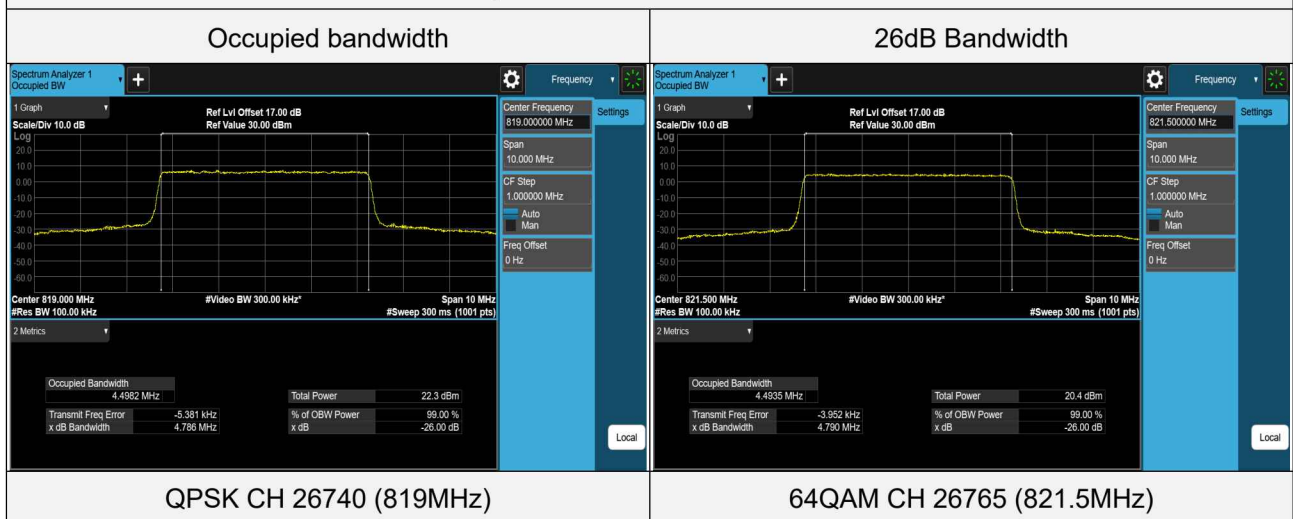 Occupied bandwidth
26dB Bandwidth
Spectrum Analyzer 1
Occupied BW
+
Frequency
1 Graph
Scale/Div 10.0 dB
Ref Lvl Offset 17.00 dB
Ref Value 30.00 dBm
Log
20.0
10.0
0.00
-10.0
-20.0
-30.0
-40.0
-50.0
-60.0
Center 819.000 MHz
#Res BW 100.00 kHz
#Video BW 300.00 kHz*
Span 10 MHz
#Sweep 300 ms (1001 pts)
Center Frequency
819.000000 MHz
Settings
Span
10.000 MHz
CF Step
1.000000 MHz
Auto
Man
Freq Offset
0 Hz
2 Metrics
Occupied Bandwidth
4.4982 MHz
Total Power 22.3 dBm
Transmit Freq Error -5.381 kHz % of OBW Power 99.00 %
x dB Bandwidth 4.786 MHz x dB -26.00 dB
Local
Spectrum Analyzer 1
Occupied BW
+
Frequency
1 Graph
Scale/Div 10.0 dB
Ref Lvl Offset 17.00 dB
Ref Value 30.00 dBm
Log
20.0
10.0
0.00
-10.0
-20.0
-30.0
-40.0
-50.0
-60.0
Center 821.500 MHz
#Res BW 100.00 kHz
#Video BW 300.00 kHz*
Span 10 MHz
#Sweep 300 ms (1001 pts)
Center Frequency
821.500000 MHz
Settings
Span
10.000 MHz
CF Step
1.000000 MHz
Auto
Man
Freq Offset
0 Hz
2 Metrics
Occupied Bandwidth
4.4935 MHz
Total Power 20.4 dBm
Transmit Freq Error -3.952 kHz % of OBW Power 99.00 %
x dB Bandwidth 4.790 MHz x dB -26.00 dB
Local
QPSK CH 26740 (819MHz)
64QAM CH 26765 (821.5MHz)